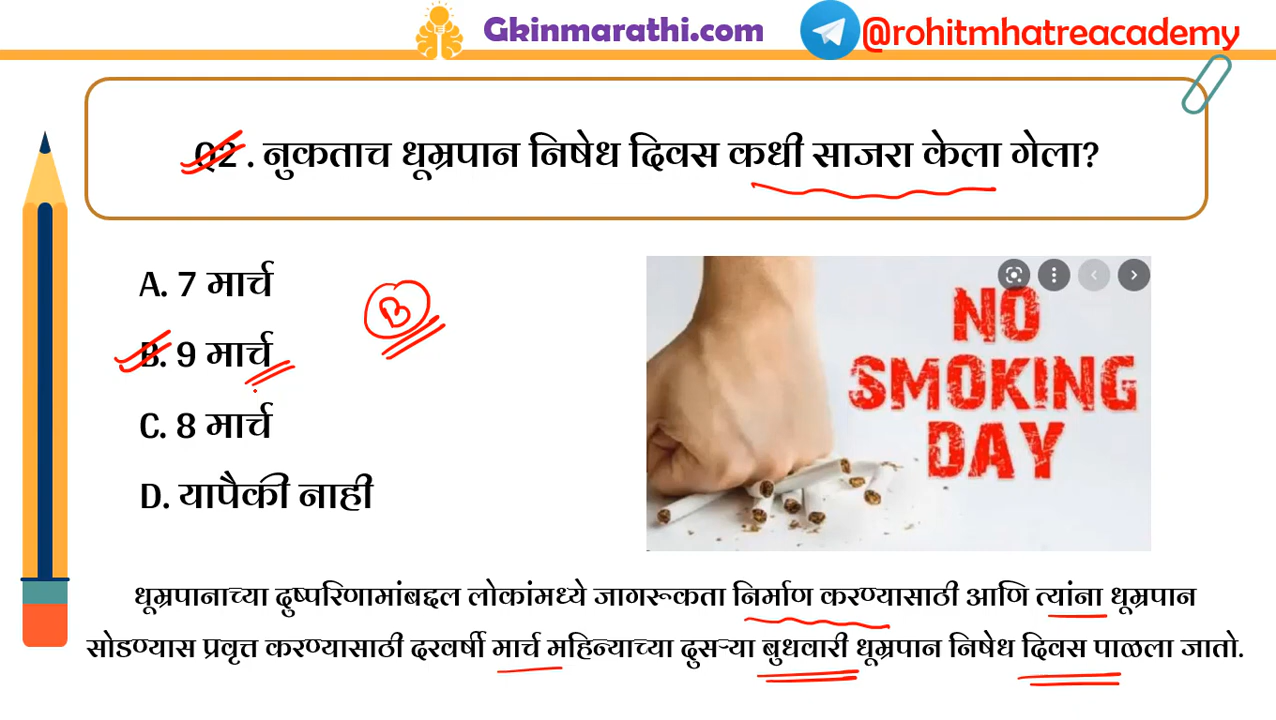 Gkinmarathi.com
@rohitmhatreacademy
Q2 . नुकताच धूम्रपान निषेध दिवस कधी साजरा केला गेला?
A. 7 मार्च
B
B. 9 मार्च
C. 8 मार्च
D. यापैकी नाही
NO
SMOKING
DAY
धूम्रपानाच्या दुष्परिणामांबद्दल लोकांमध्ये जागरूकता निर्माण करण्यासाठी आणि त्यांना धूम्रपान
सोडण्यास प्रवृत्त करण्यासाठी दरवर्षी मार्च महिन्याच्या दुसऱ्या बुधवारी धूम्रपान निषेध दिवस पाळला जातो.